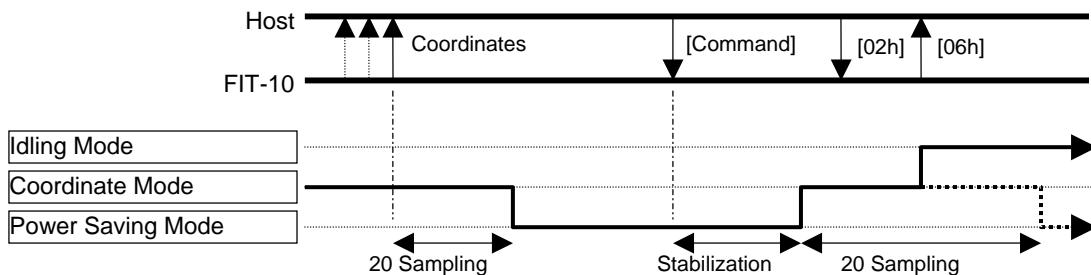 Host
Coordinates [Command] [02h] [06h]
FIT-10
Idling Mode
Coordinate Mode
Power Saving Mode
20 Sampling Stabilization 20 Sampling